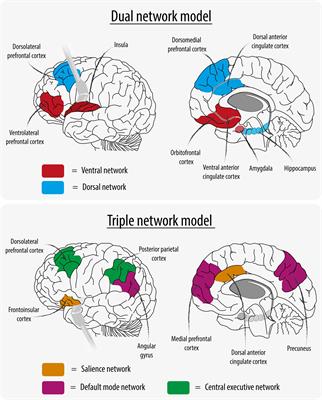 Dual network model
Dorsolateral
prefrontal cortex
Insula
Dorsomedial
prefrontal cortex
Dorsal anterior
cingulate cortex
Ventrolateral
prefrontal cortex
Orbitofrontal
cortex
Ventral anterior
cingulate cortex
Amygdala
Hippocampus
= Ventral network
= Dorsal network
Triple network model
Dorsolateral
prefrontal cortex
Posterior parietal
cortex
Frontoinsular
cortex
Angular
gyrus
Medial prefrontal
cortex
Dorsal anterior
cingulate cortex
Precuneus
= Salience network
= Default mode network
= Central executive network